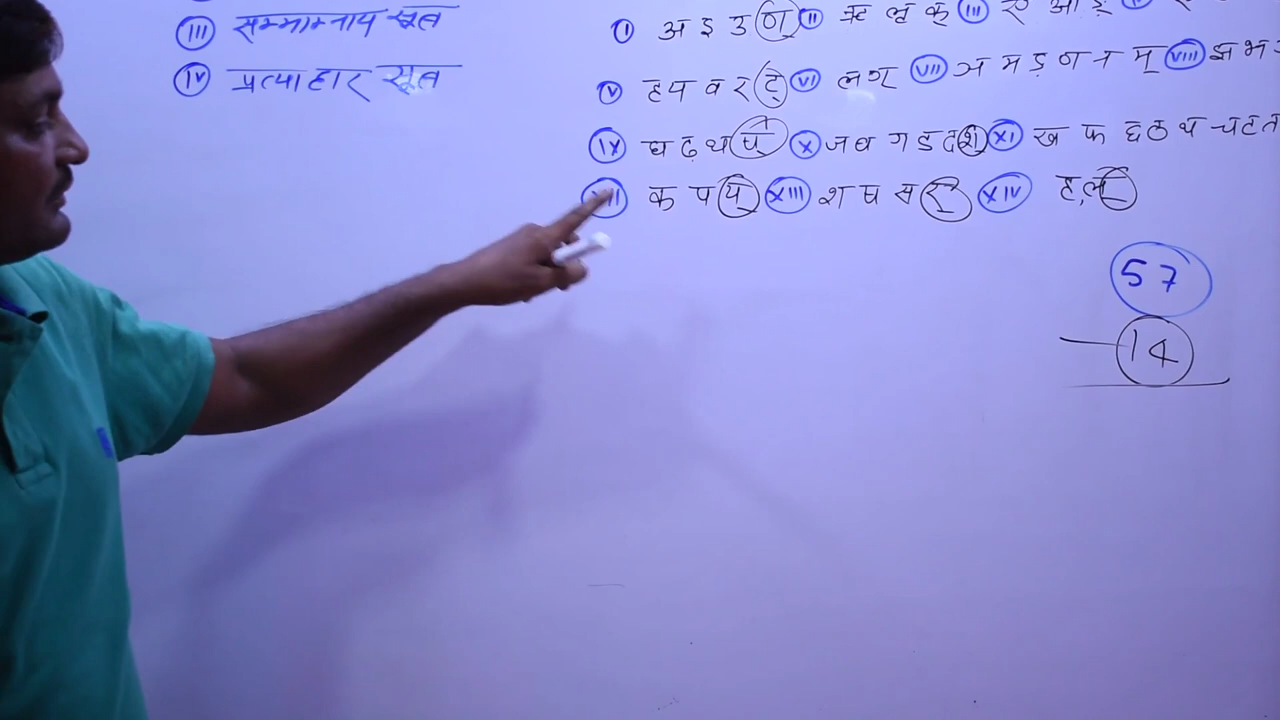 III सम्माम्नाय सूत्र
IV प्रत्याहार सूत्र
I अ इ उ ण् II ऋ लृ क् III ए ओ ङ्
V ह य व र ट् VI ल ण् VII ञ म ङ ण न म् VIII झ भ
IX घ ढ ध ष् X ज ब ग ड द श् XI ख फ छ ठ थ च ट त
XII क प य् XIII श ष स र् XIV ह, ल्
57
- 14